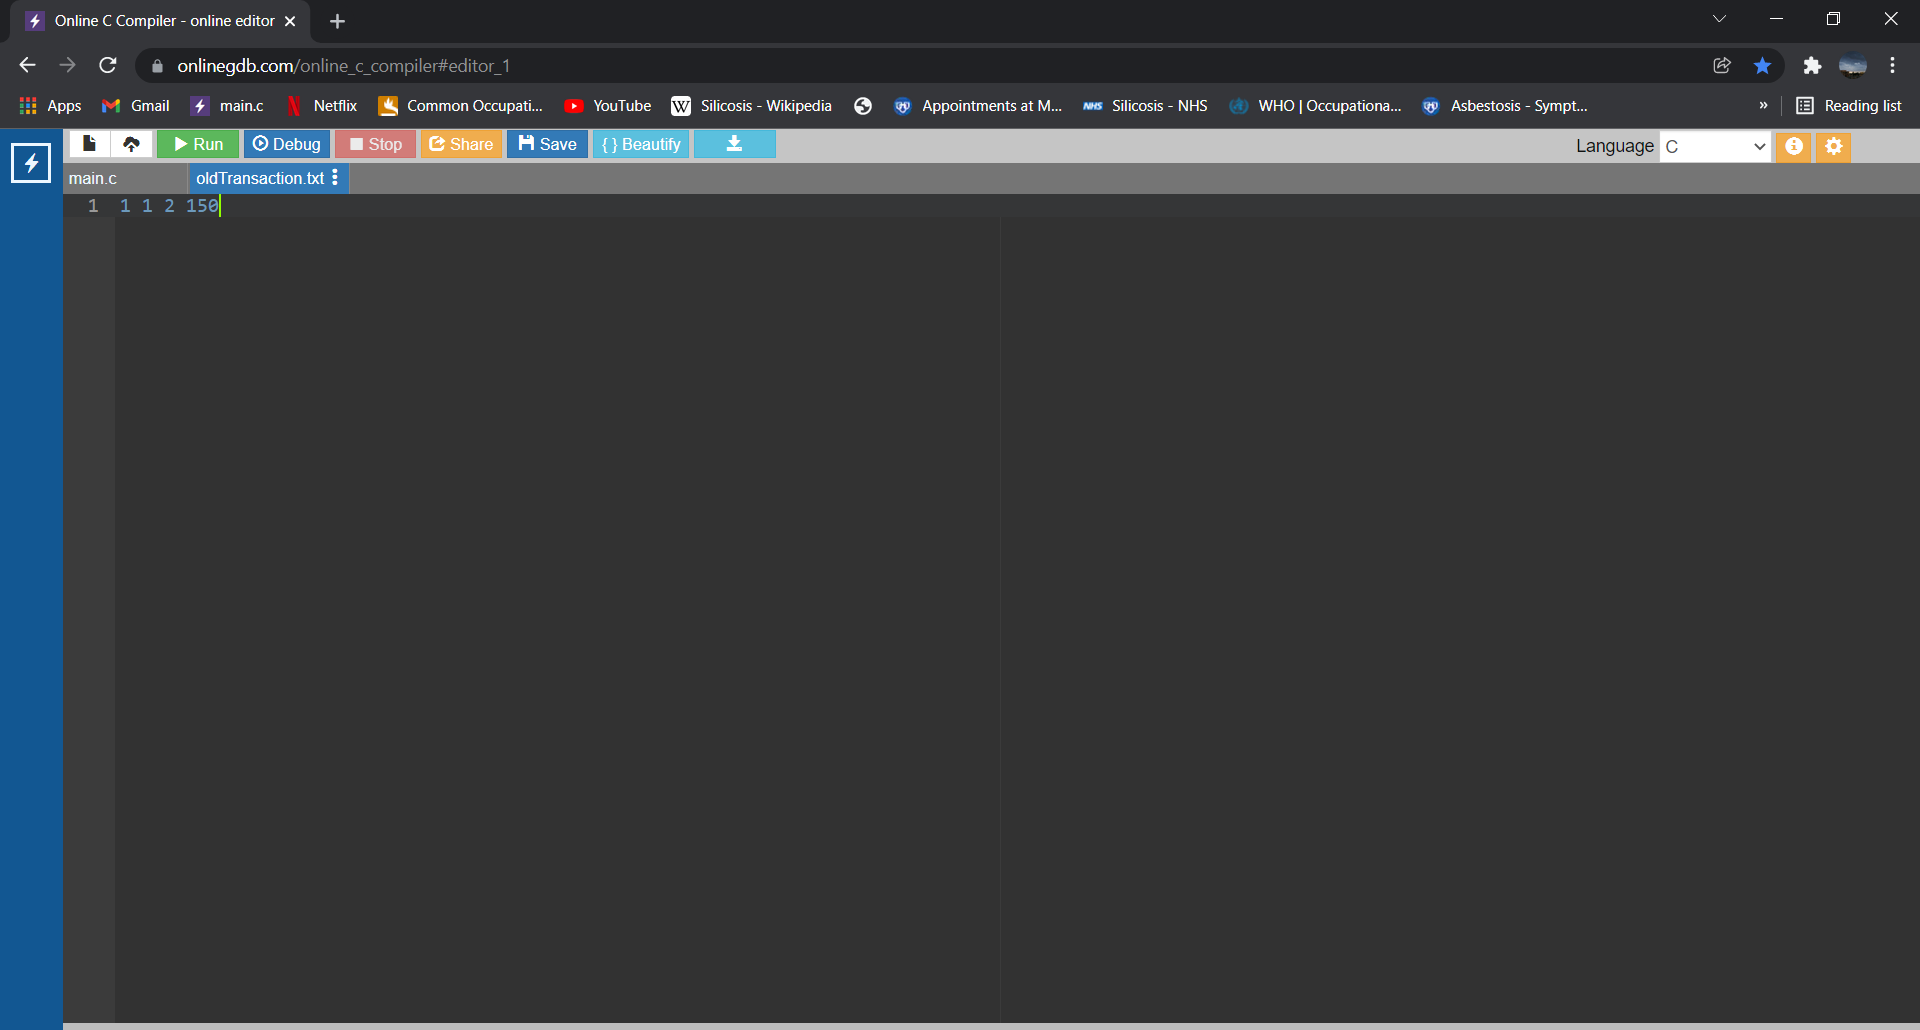 Online C Compiler - online editor
onlinegdb.com/online_c_compiler#editor_1
Apps Gmail main.c Netflix Common Occupati... YouTube W Silicosis - Wikipedia Appointments at M... NHS Silicosis - NHS WHO | Occupationa... Asbestosis - Sympt... » Reading list
Run Debug Stop Share Save { } Beautify Language C
main.c oldTransaction.txt
1 1 1 2 150